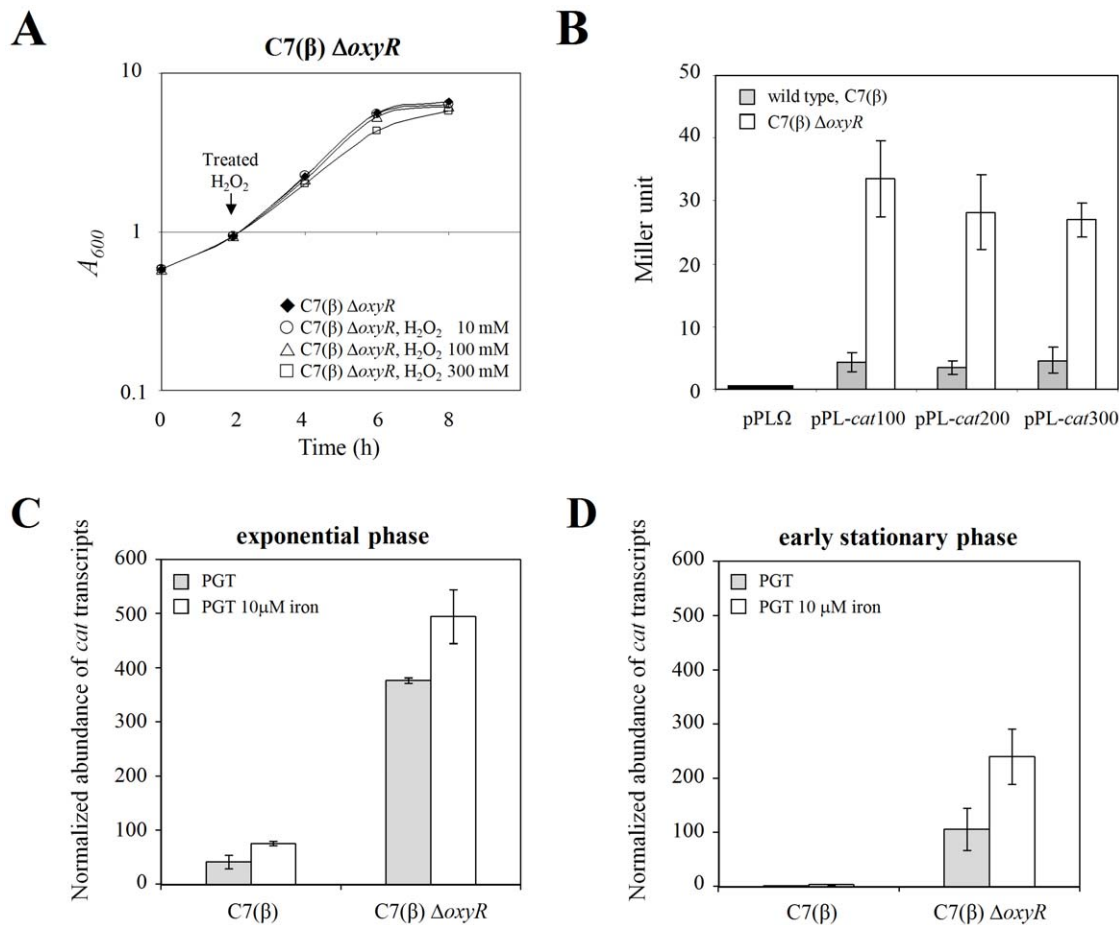 A
C7(β) ΔoxyR
10
1
0.1
A600
Treated
H₂O₂
◆ C7(β) ΔoxyR
○ C7(β) ΔoxyR, H₂O₂ 10 mM
△ C7(β) ΔoxyR, H₂O₂ 100 mM
□ C7(β) ΔoxyR, H₂O₂ 300 mM
0 2 4 6 8
Time (h)
B
50
40
30
20
10
0
Miller unit
wild type, C7(β)
C7(β) ΔoxyR
pPLΩ pPL-cat100 pPL-cat200 pPL-cat300
C
exponential phase
Normalized abundance of cat transcripts
600
500
400
300
200
100
0
PGT
PGT 10μM iron
C7(β) C7(β) ΔoxyR
D
early stationary phase
Normalized abundance of cat transcripts
600
500
400
300
200
100
0
PGT
PGT 10 μM iron
C7(β) C7(β) ΔoxyR